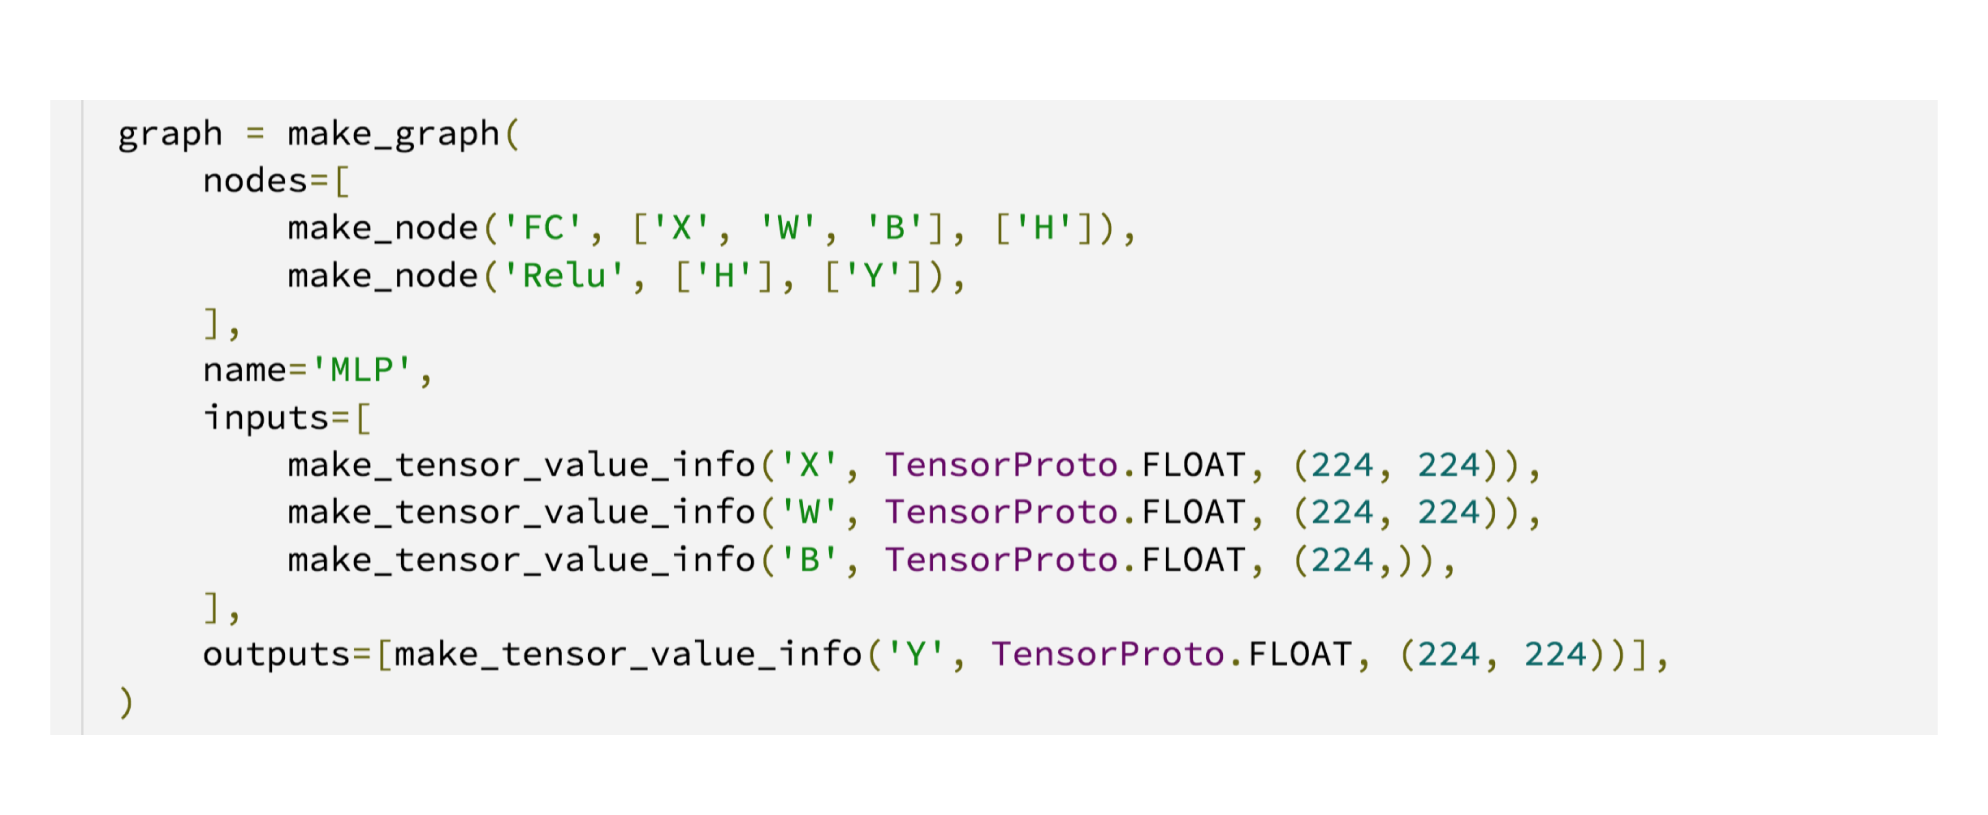 graph = make_graph(
    nodes=[
        make_node('FC', ['X', 'W', 'B'], ['H']),
        make_node('Relu', ['H'], ['Y']),
    ],
    name='MLP',
    inputs=[
        make_tensor_value_info('X', TensorProto.FLOAT, (224, 224)),
        make_tensor_value_info('W', TensorProto.FLOAT, (224, 224)),
        make_tensor_value_info('B', TensorProto.FLOAT, (224,)),
    ],
    outputs=[make_tensor_value_info('Y', TensorProto.FLOAT, (224, 224))],
)